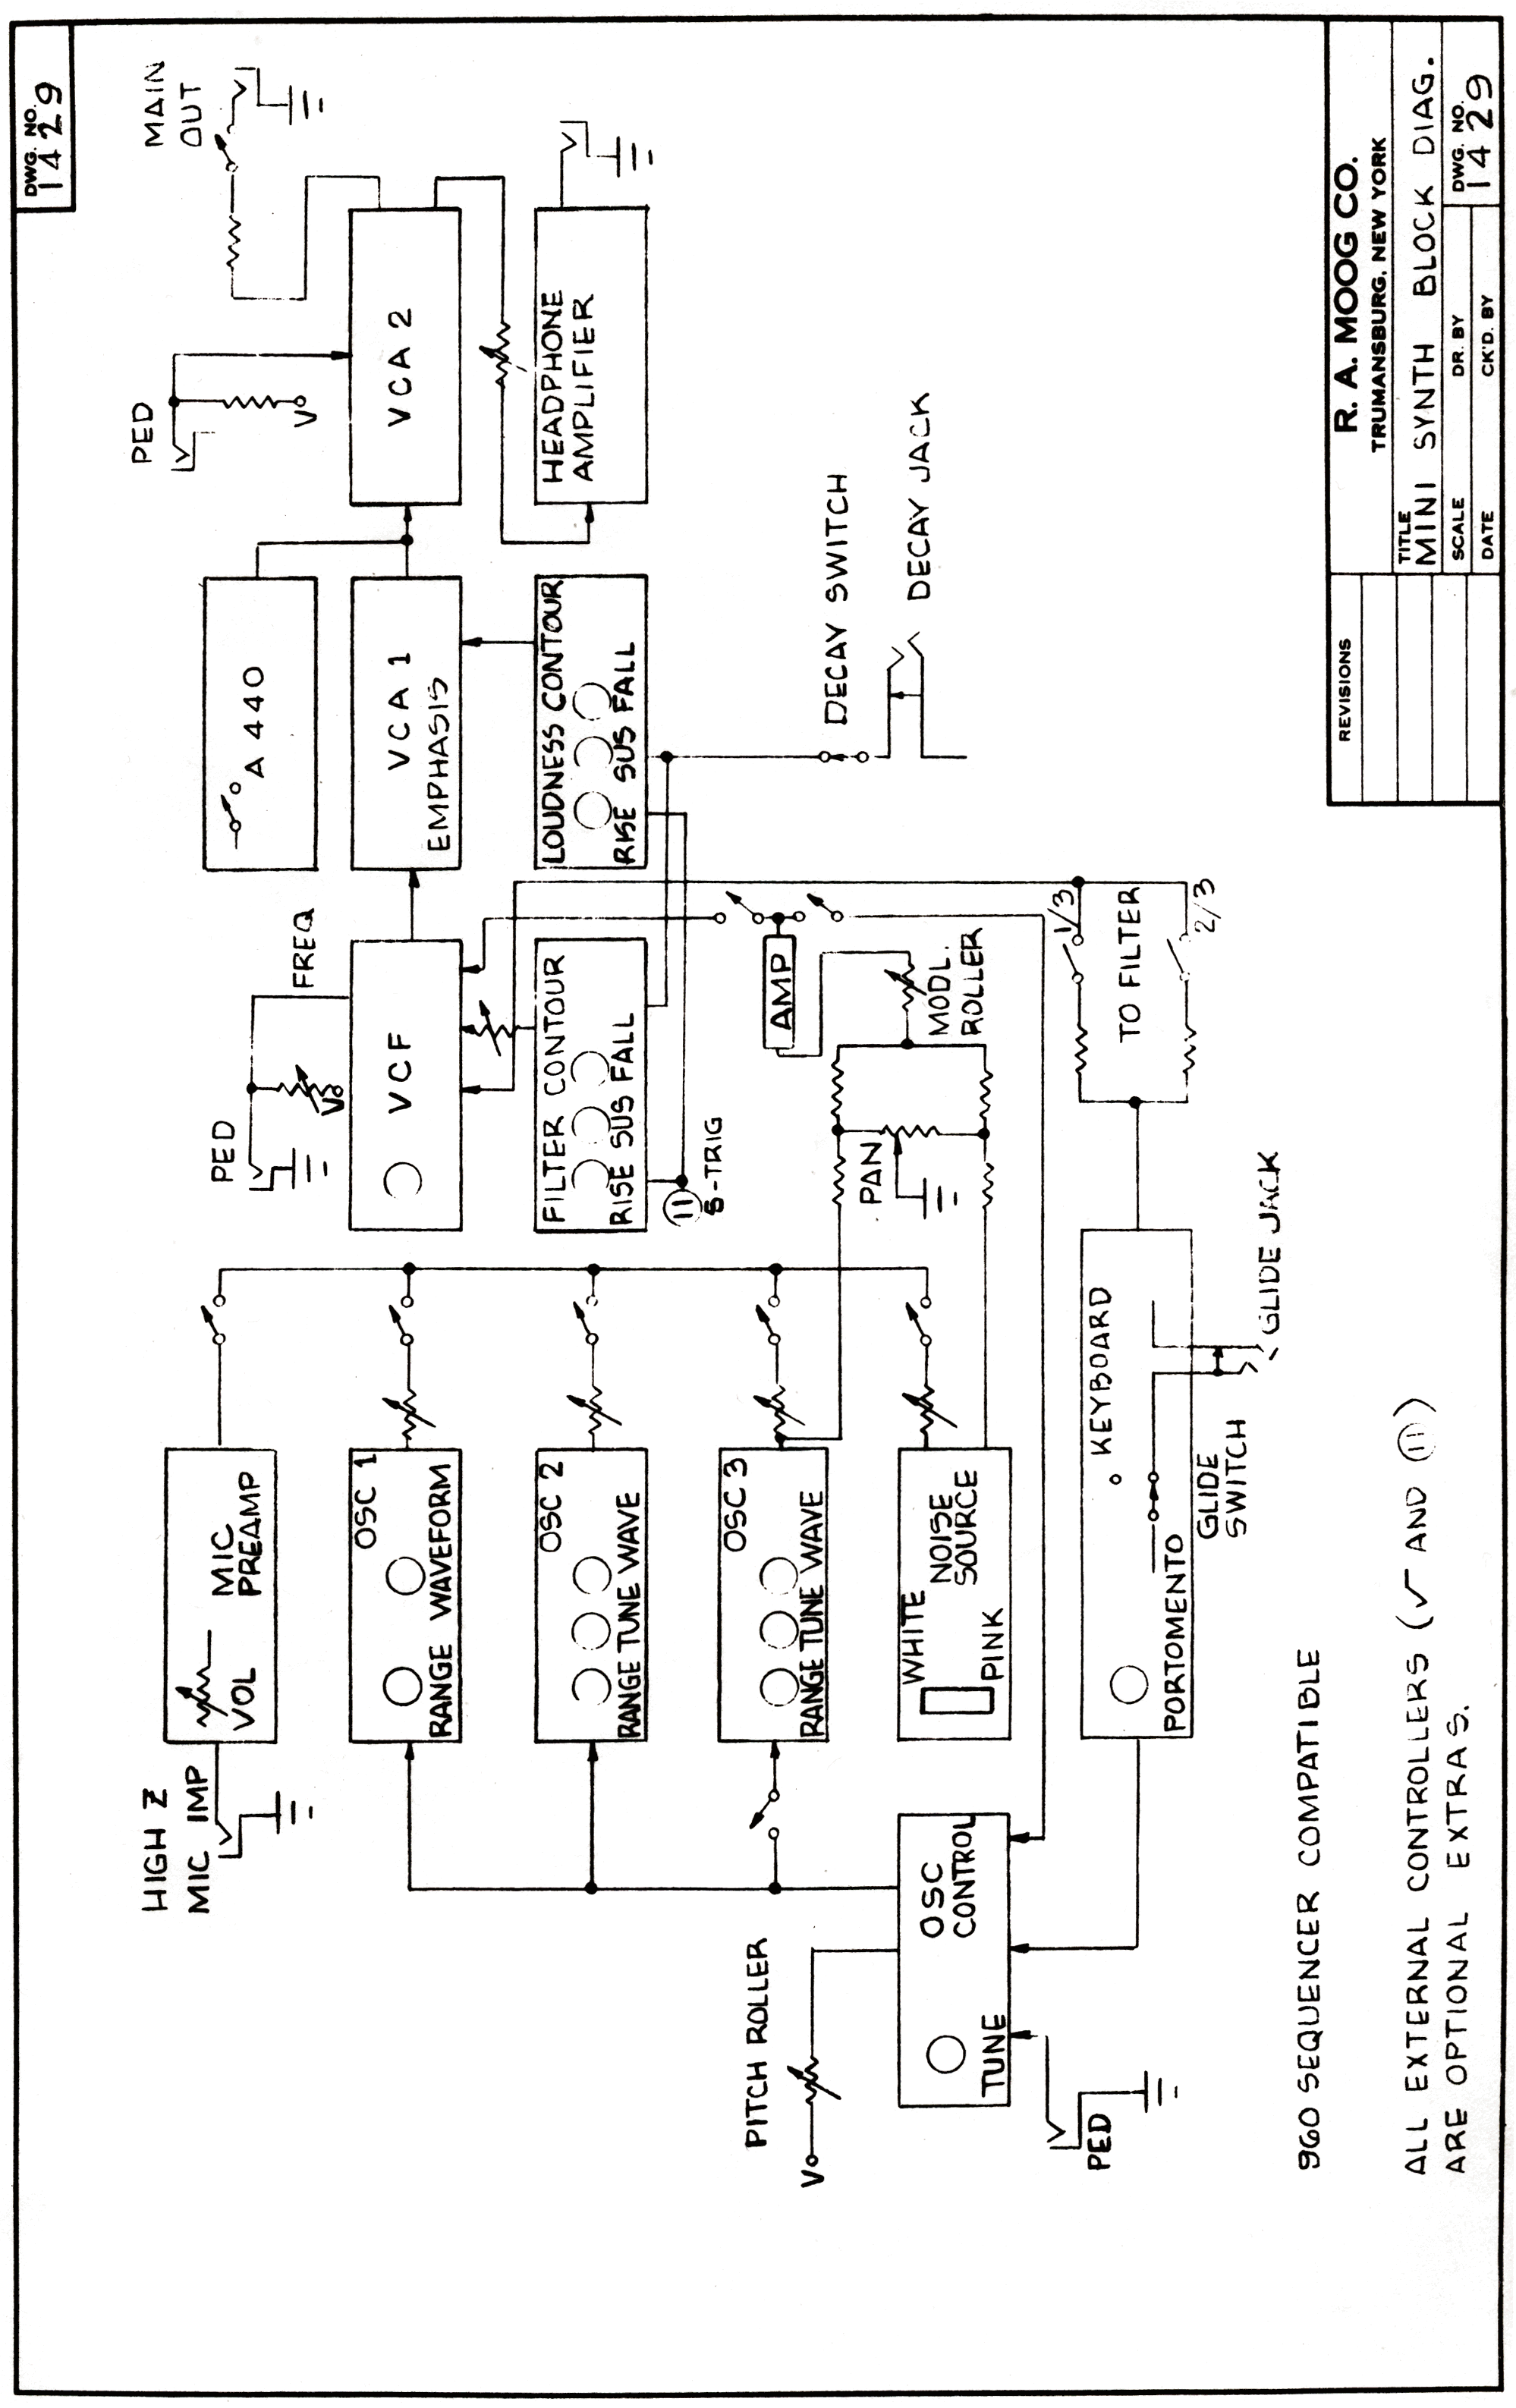 DWG. NO.
1429
HIGH Z
MIC IMP
VOL
MIC
PREAMP
PED
FREQ
V
A 440
PED
V
MAIN
OUT
OSC 1
RANGE WAVEFORM
VCF
VCA 1
EMPHASIS
VCA 2
OSC 2
RANGE TUNE WAVE
FILTER CONTOUR
RISE SUS FALL
LOUDNESS CONTOUR
RISE SUS FALL
HEADPHONE
AMPLIFIER
11
S-TRIG
OSC 3
RANGE TUNE WAVE
AMP
DECAY SWITCH
DECAY JACK
PITCH ROLLER
V
PAN
MODL.
ROLLER
WHITE
PINK
NOISE
SOURCE
OSC
CONTROL
TUNE
PED
1/3
TO FILTER
2/3
KEYBOARD
PORTOMENTO
GLIDE
SWITCH
GLIDE JACK
960 SEQUENCER COMPATIBLE
ALL EXTERNAL CONTROLLERS (√ AND 11)
ARE OPTIONAL EXTRAS.
REVISIONS
R. A. MOOG CO.
TRUMANSBURG, NEW YORK
TITLE
MINI SYNTH BLOCK DIAG.
SCALE
DR. BY
DWG. NO.
1429
DATE
CK'D. BY